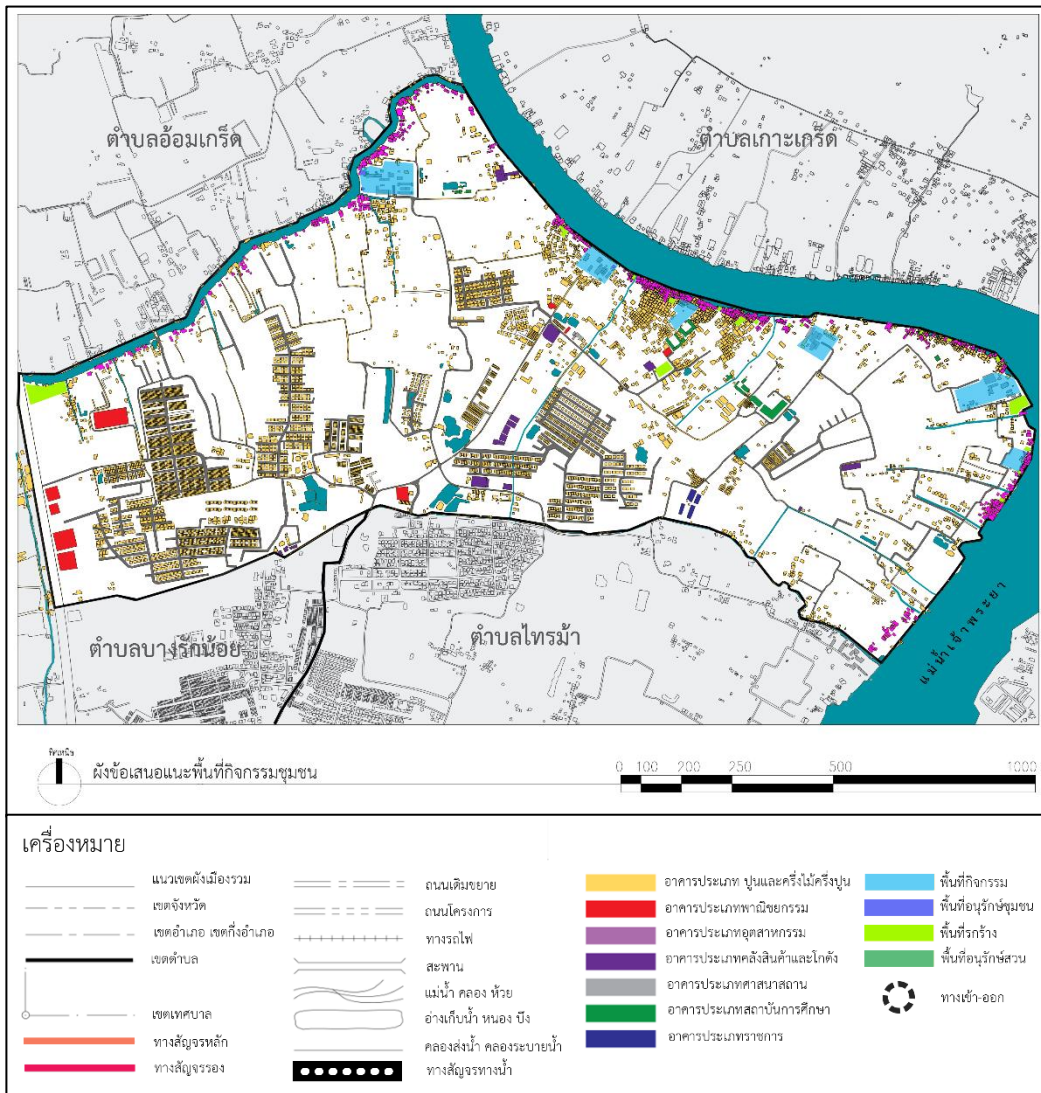 ตำบลอ้อมเกร็ด
ตำบลเกาะเกร็ด
ตำบลบางรักน้อย
ตำบลไทรม้า
แม่น้ำเจ้าพระยา
ทิศเหนือ
ผังข้อเสนอแนะพื้นที่กิจกรรมชุมชน
0 100 200 250 500 1000
เครื่องหมาย
แนวเขตผังเมืองรวม
เขตจังหวัด
เขตอำเภอ เขตกิ่งอำเภอ
เขตตำบล
เขตเทศบาล
ทางสัญจรหลัก
ทางสัญจรรอง
ถนนเดิมขยาย
ถนนโครงการ
ทางรถไฟ
สะพาน
แม่น้ำ คลอง ห้วย
อ่างเก็บน้ำ หนอง บึง
คลองส่งน้ำ คลองระบายน้ำ
ทางสัญจรทางน้ำ
อาคารประเภท ปูนและครึ่งไม้ครึ่งปูน
อาคารประเภทพาณิชยกรรม
อาคารประเภทอุตสาหกรรม
อาคารประเภทคลังสินค้าและโกดัง
อาคารประเภทศาสนาสถาน
อาคารประเภทสถาบันการศึกษา
อาคารประเภทราชการ
พื้นที่กิจกรรม
พื้นที่อนุรักษ์ชุมชน
พื้นที่รกร้าง
พื้นที่อนุรักษ์สวน
ทางเข้า-ออก